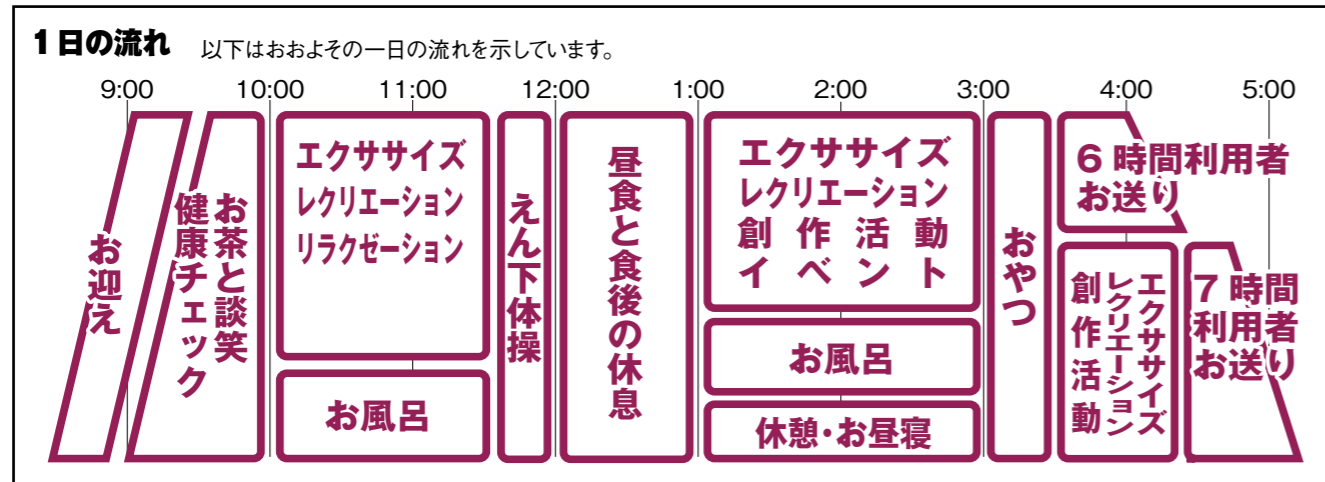 1日の流れ 以下はおおよその一日の流れを示しています。
9:00 10:00 11:00 12:00 1:00 2:00 3:00 4:00 5:00
お迎え
お茶と談笑
健康チェック
エクササイズ
レクリエーション
リラクゼーション
お風呂
えん下体操
昼食と食後の休息
エクササイズ
レクリエーション
創作活動
イベント
お風呂
休憩・お昼寝
おやつ
6時間利用者
お送り
エクササイズ
レクリエーション
創作活動
7時間
利用者
お送り